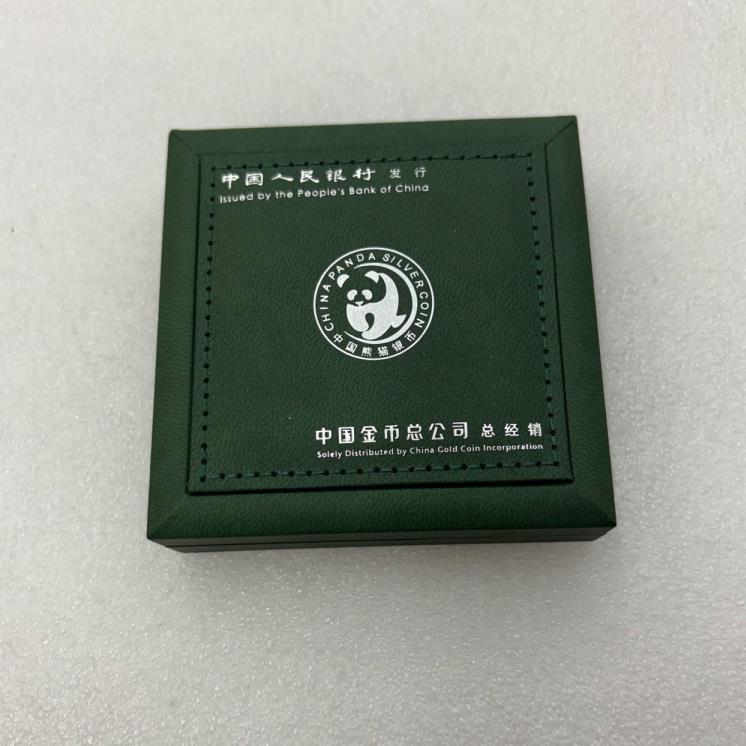 中国人民银行 发行
Issued by the People's Bank of China
CHINA PANDA SILVER COIN
中国熊猫银币
中国金币总公司 总经销
Solely Distributed by China Gold Coin Incorporation